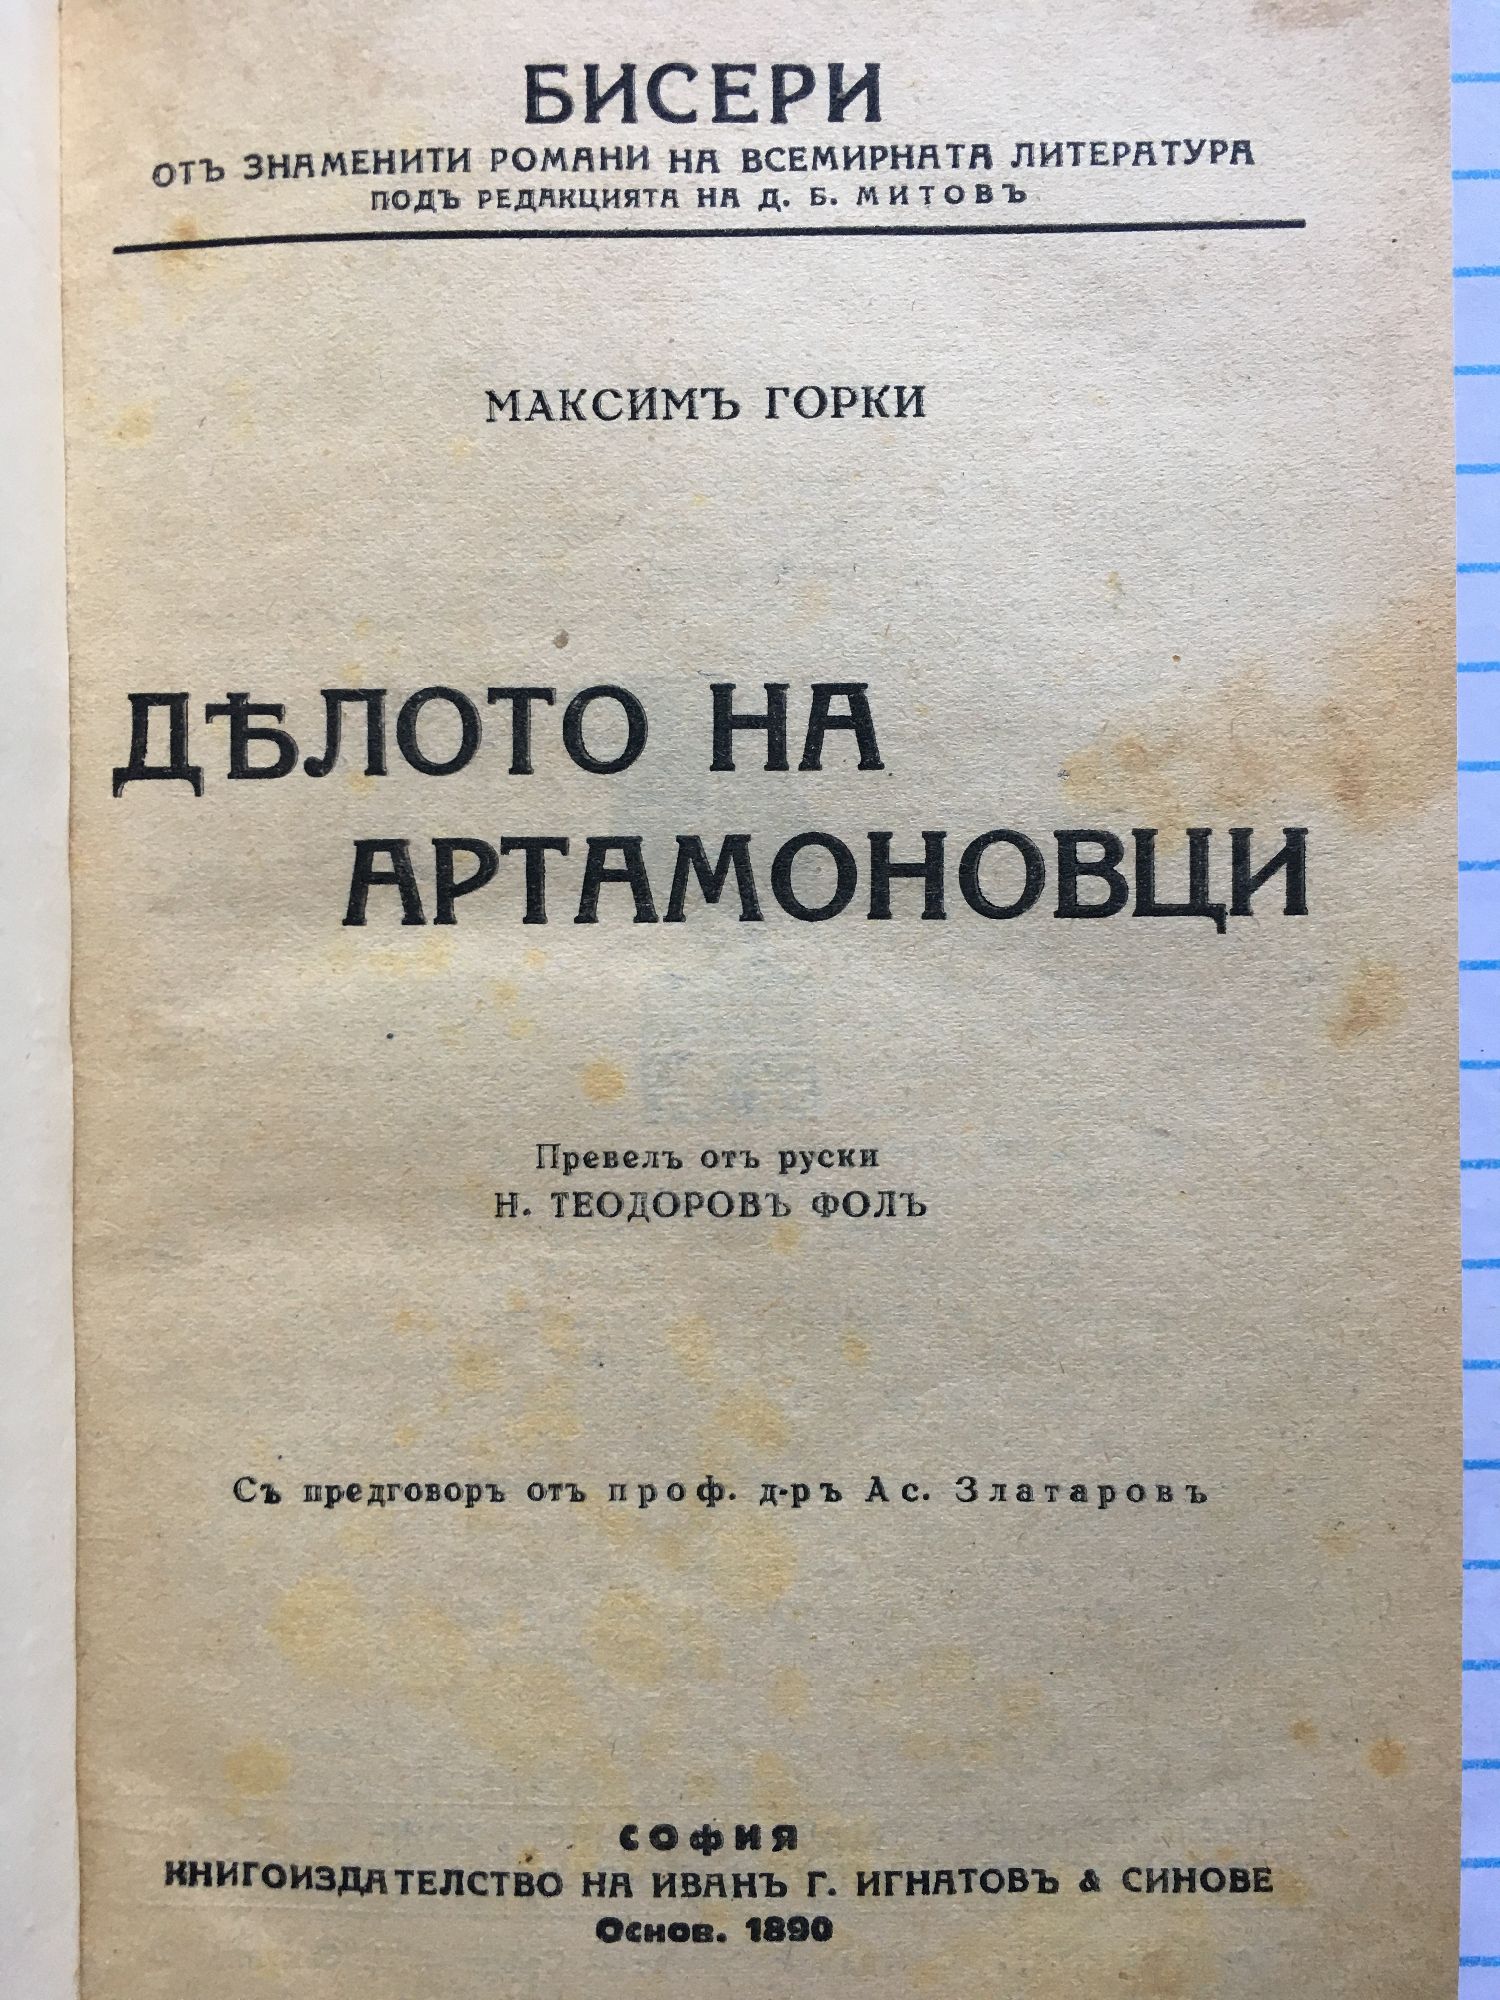 БИСЕРИ
ОТЪ ЗНАМЕНИТИ РОМАНИ НА ВСЕМИРНАТА ЛИТЕРАТУРА
ПОДЪ РЕДАКЦИЯТА НА Д. Б. МИТОВЪ
МАКСИМЪ ГОРКИ
ДѢЛОТО НА
АРТАМОНОВЦИ
Превелъ отъ руски
Н. ТЕОДОРОВЪ ФОЛЪ
Съ предговоръ отъ проф. д-ръ Ас. Златаровъ
СОФИЯ
КНИГОИЗДАТЕЛСТВО НА ИВАНЪ Г. ИГНАТОВЪ & СИНОВЕ
Основ. 1890